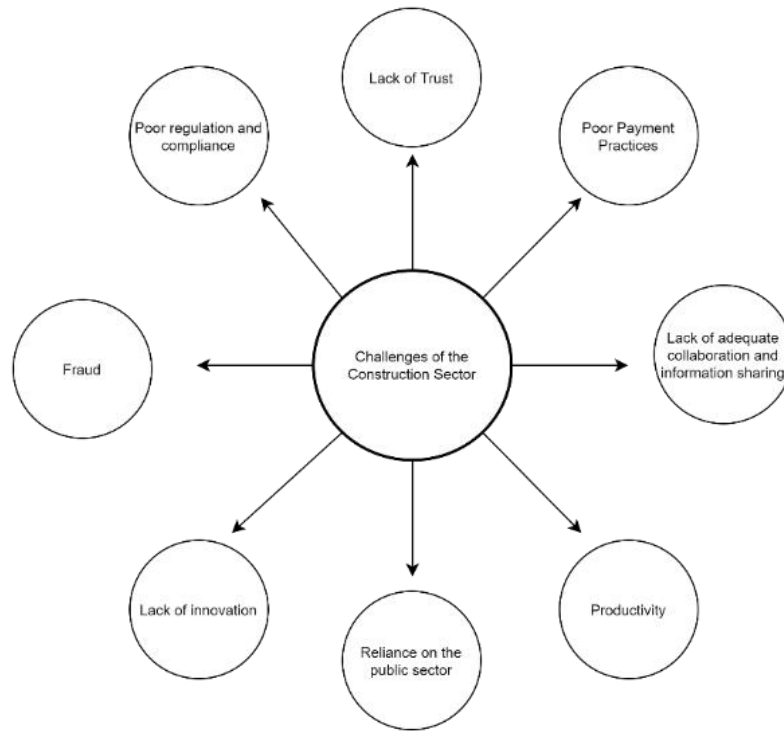 Lack of Trust
Poor regulation and
compliance
Poor Payment
Practices
Challenges of the
Construction Sector
Lack of adequate
collaboration and
information sharing
Fraud
Lack of innovation
Reliance on the
public sector
Productivity